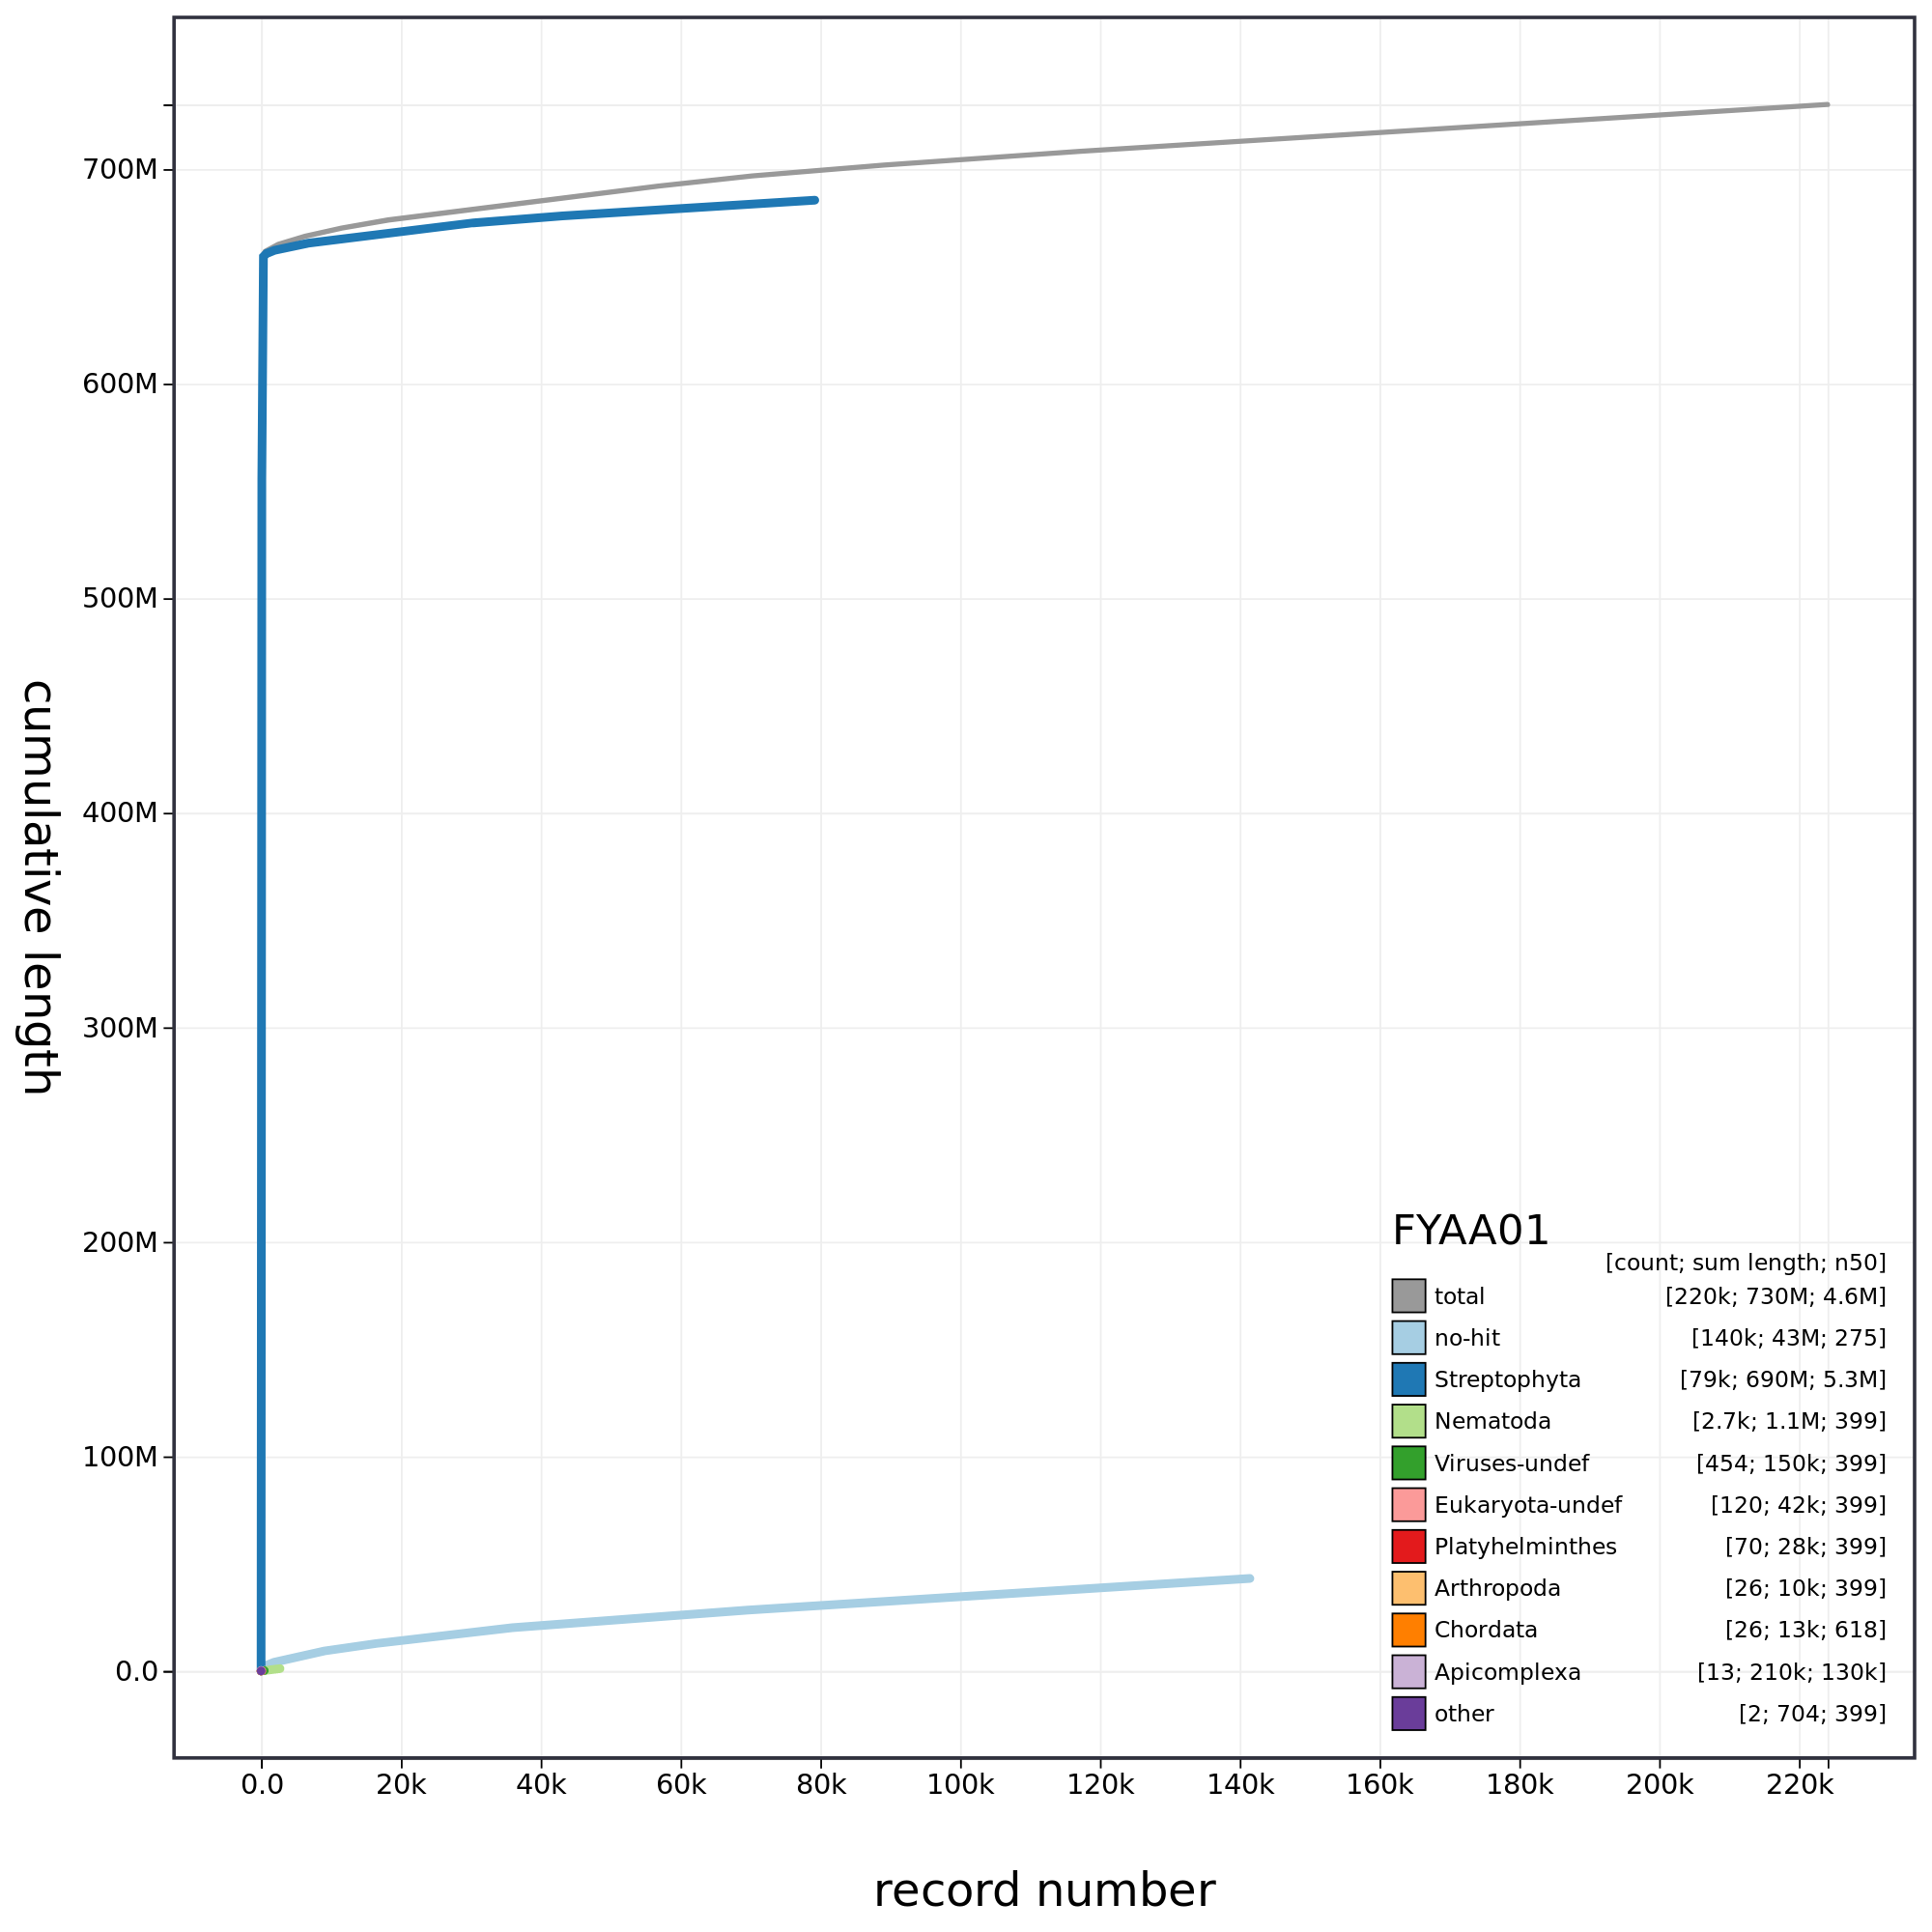 cumulative length
700M
600M
500M
400M
300M
200M
100M
0.0
FYAA01
[count; sum length; n50]
total [220k; 730M; 4.6M]
no-hit [140k; 43M; 275]
Streptophyta [79k; 690M; 5.3M]
Nematoda [2.7k; 1.1M; 399]
Viruses-undef [454; 150k; 399]
Eukaryota-undef [120; 42k; 399]
Platyhelminthes [70; 28k; 399]
Arthropoda [26; 10k; 399]
Chordata [26; 13k; 618]
Apicomplexa [13; 210k; 130k]
other [2; 704; 399]
0.0 20k 40k 60k 80k 100k 120k 140k 160k 180k 200k 220k
record number